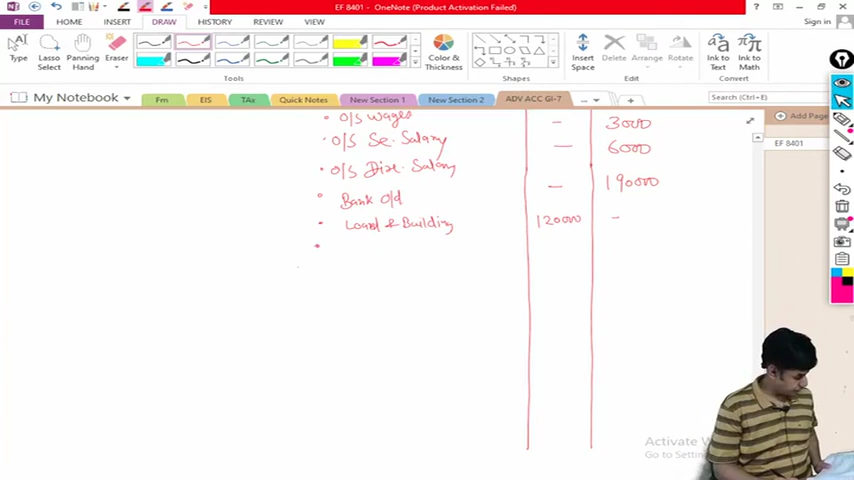 EF 8401 - OneNote (Product Activation Failed)
FILE HOME INSERT DRAW HISTORY REVIEW VIEW Sign in
Type Lasso Select Panning Hand Eraser Color & Thickness Insert Space Delete Arrange Rotate Ink to Text Ink to Math
Tools Shapes Edit Convert
My Notebook Fm EIS TAx Quick Notes New Section 1 New Section 2 ADV ACC GI-7 ... Search (Ctrl+E)
Add Page
EF 8401
• O/S Wages - 3000
• O/S Se. Salary — 6000
• O/S Dire. Salary
• Bank O/d - 190000
• Land & Building 120000 -
Activate W
Go to Settin